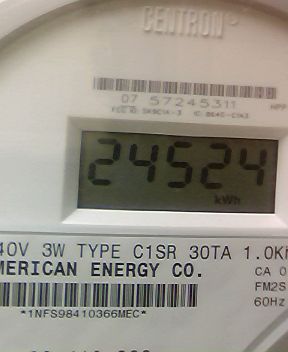 CENTRON
07 57245311
24524
kWh
40V 3W TYPE C1SR 30TA 1.0K
MERICAN ENERGY CO.
CA 0
FM2S
60Hz
*1NFS98410366MEC*